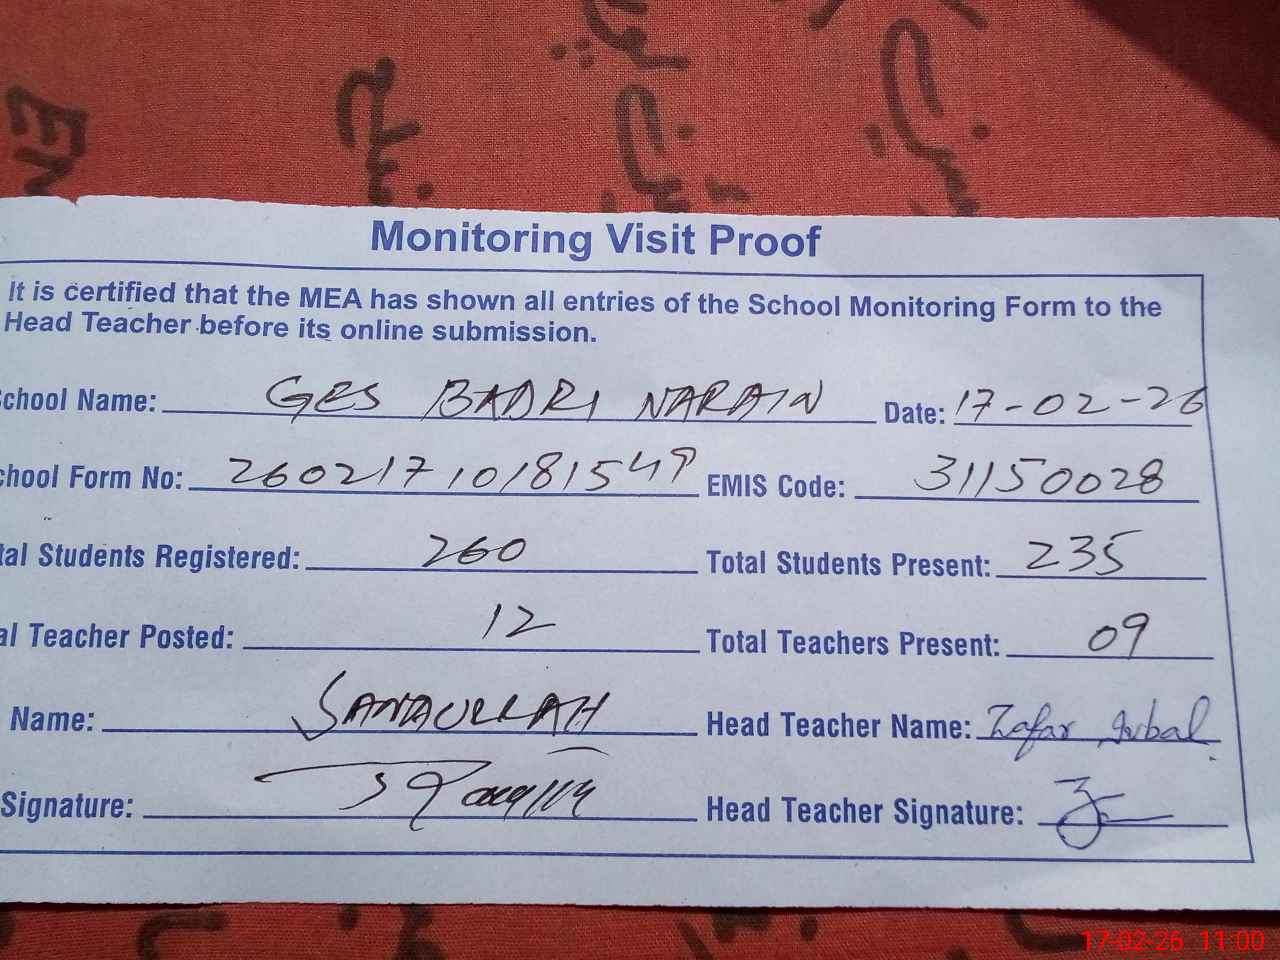 Monitoring Visit Proof
It is certified that the MEA has shown all entries of the School Monitoring Form to the
Head Teacher before its online submission.
chool Name: GES BADRI NARAIN Date: 17-02-26
hool Form No: 26021710181549 EMIS Code: 31150028
tal Students Registered: 260 Total Students Present: 235
al Teacher Posted: 12 Total Teachers Present: 09
Name: SANAULLAH Head Teacher Name: Zafar Iqbal
Signature: Head Teacher Signature:
17-02-26 11:00